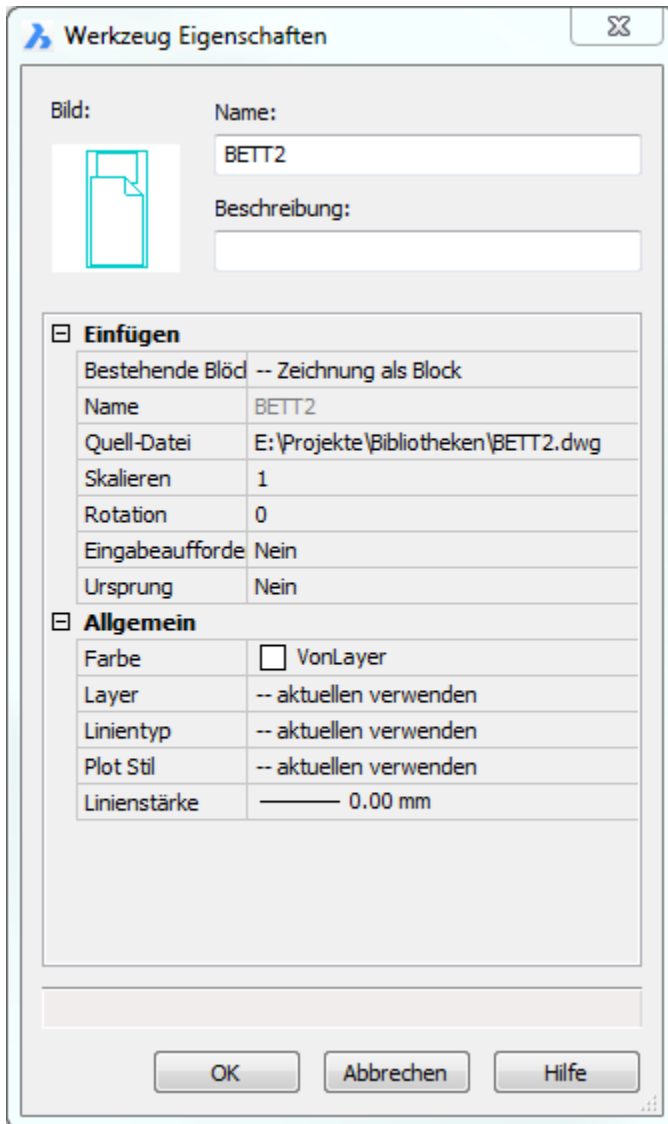 Werkzeug Eigenschaften
Bild:
Name:
BETT2
Beschreibung:
Einfügen
Bestehende Blöcl -- Zeichnung als Block
Name BETT2
Quell-Datei E:\Projekte\Bibliotheken\BETT2.dwg
Skalieren 1
Rotation 0
Eingabeaufforde Nein
Ursprung Nein
Allgemein
Farbe VonLayer
Layer -- aktuellen verwenden
Linientyp -- aktuellen verwenden
Plot Stil -- aktuellen verwenden
Linienstärke 0.00 mm
OK Abbrechen Hilfe